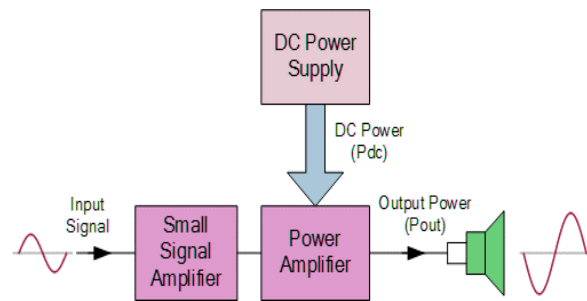 DC Power
Supply
DC Power
(Pdc)
Input
Signal
Small
Signal
Amplifier
Power
Amplifier
Output Power
(Pout)